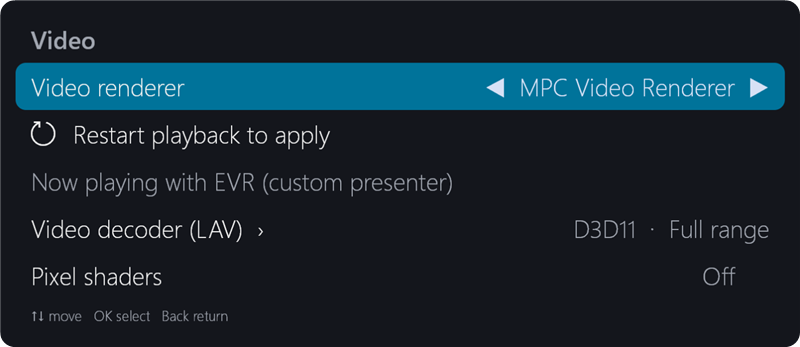 Video
Video renderer ◀ MPC Video Renderer ▶
Restart playback to apply
Now playing with EVR (custom presenter)
Video decoder (LAV) › D3D11 · Full range
Pixel shaders Off
↑↓ move OK select Back return